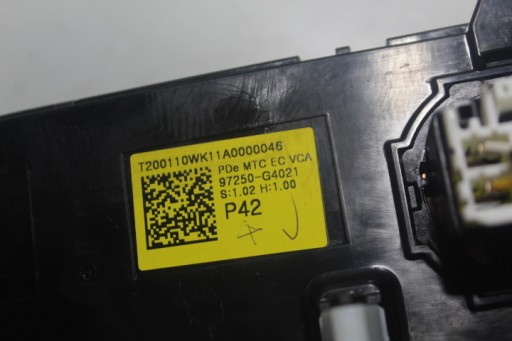 T200110WK11A0000046
PDe MTC EC VCA
97250-G4021
S:1.02 H:1.00
P42